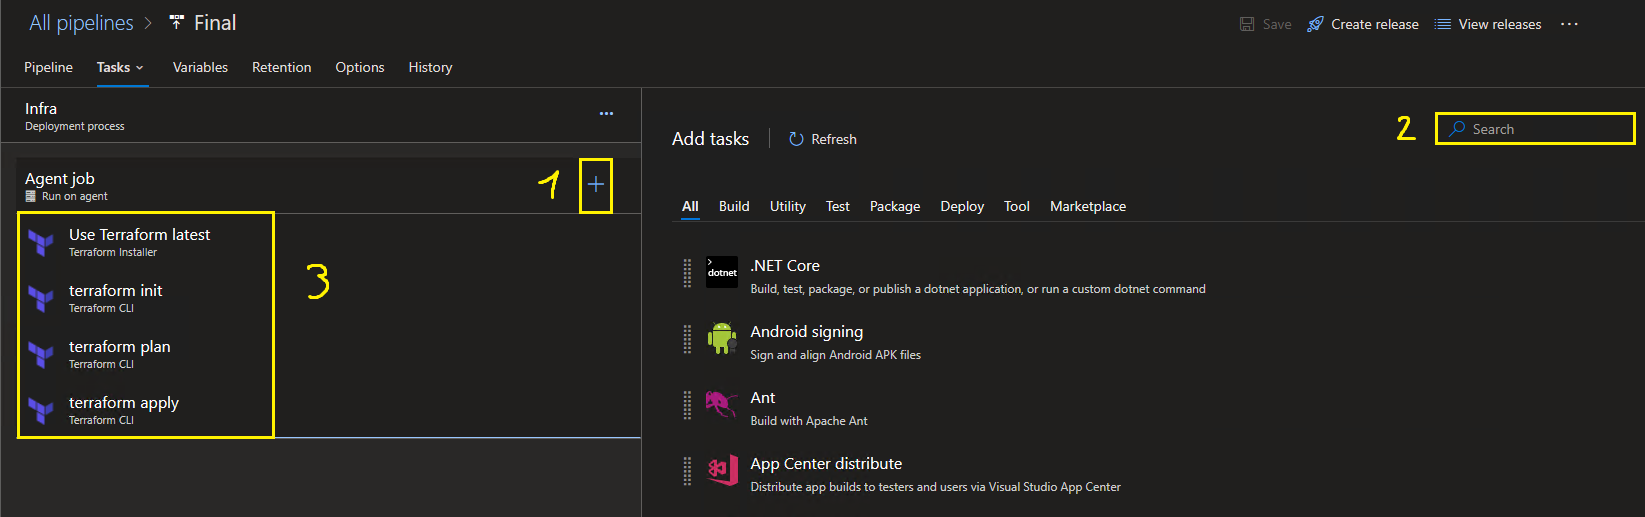 All pipelines > Final
Save Create release View releases ...
Pipeline Tasks Variables Retention Options History
Infra
Deployment process
...
Agent job
Run on agent
1
+
Use Terraform latest
Terraform Installer
terraform init
Terraform CLI
terraform plan
Terraform CLI
terraform apply
Terraform CLI
3
Add tasks Refresh
2
Search
All Build Utility Test Package Deploy Tool Marketplace
>
dotnet
.NET Core
Build, test, package, or publish a dotnet application, or run a custom dotnet command
Android signing
Sign and align Android APK files
Ant
Build with Apache Ant
App Center distribute
Distribute app builds to testers and users via Visual Studio App Center